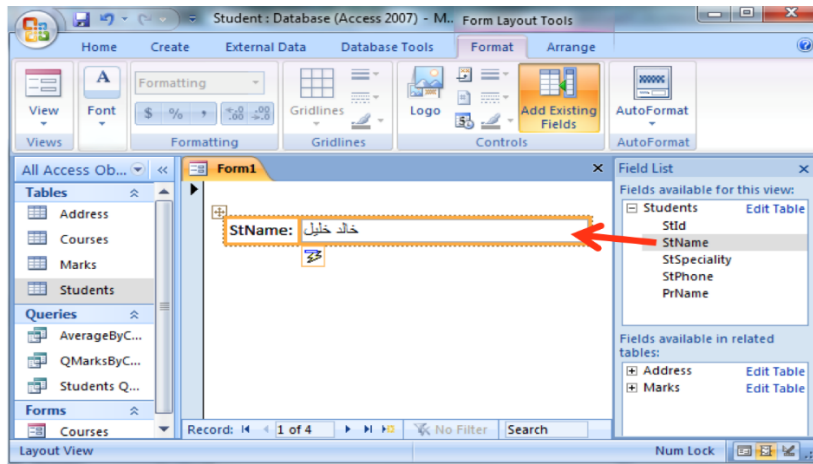 Student : Database (Access 2007) - M.. Form Layout Tools
Home Create External Data Database Tools Format Arrange
Formatting
View Font $ % , Gridlines Logo Add Existing Fields AutoFormat
Views Formatting Gridlines Controls AutoFormat
All Access Ob... « Form1 × Field List ×
Tables
Address
Courses
Marks
Students
Queries
AverageByC...
QMarksByC...
Students Q...
Forms
Courses
StName: خالد خليل
Fields available for this view:
Students Edit Table
StId
StName
StSpeciality
StPhone
PrName
Fields available in related
tables:
Address Edit Table
Marks Edit Table
Record: 1 of 4 No Filter Search
Layout View Num Lock